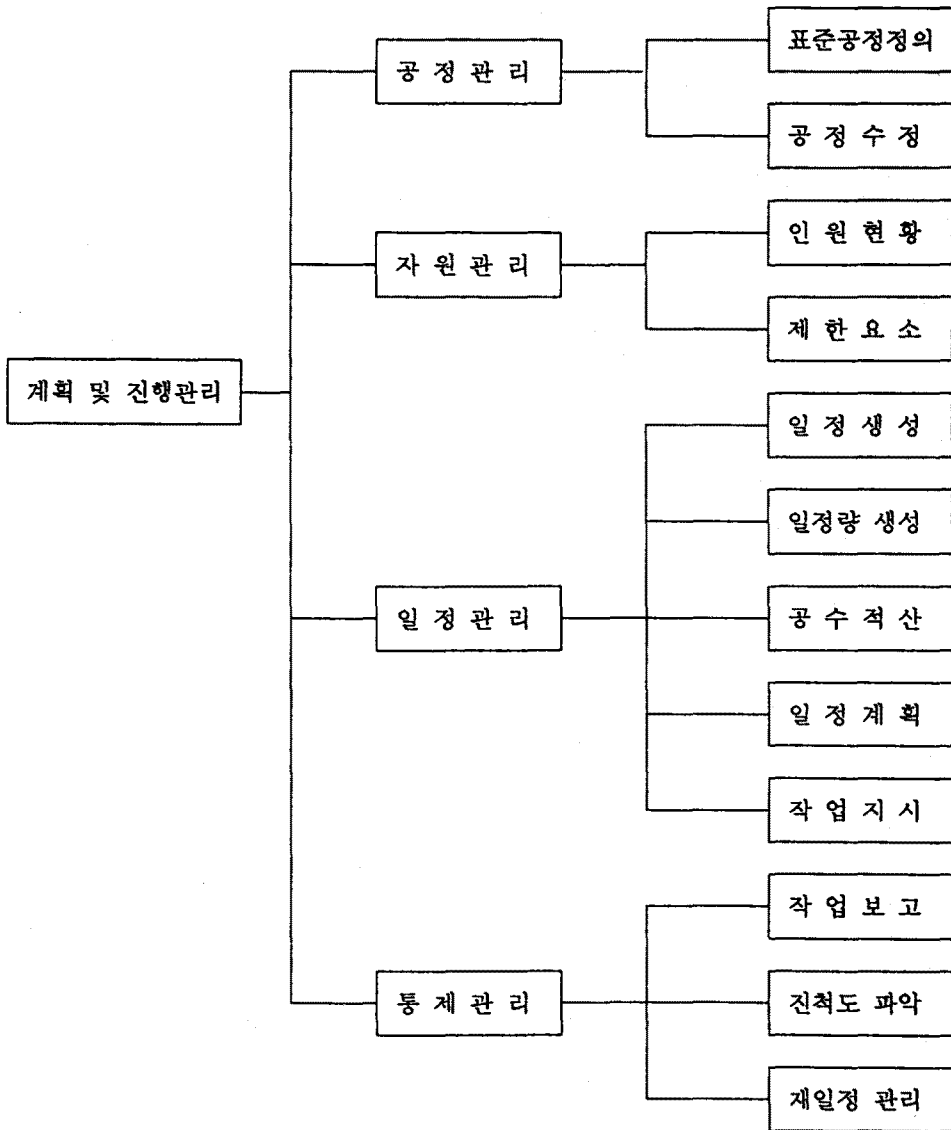 계획 및 진행관리
공 정 관 리
표준공정정의
공 정 수 정
자 원 관 리
인 원 현 황
제 한 요 소
일 정 관 리
일 정 생 성
일정량 생성
공 수 적 산
일 정 계 획
작 업 지 시
통 제 관 리
작 업 보 고
진척도 파악
재일정 관리